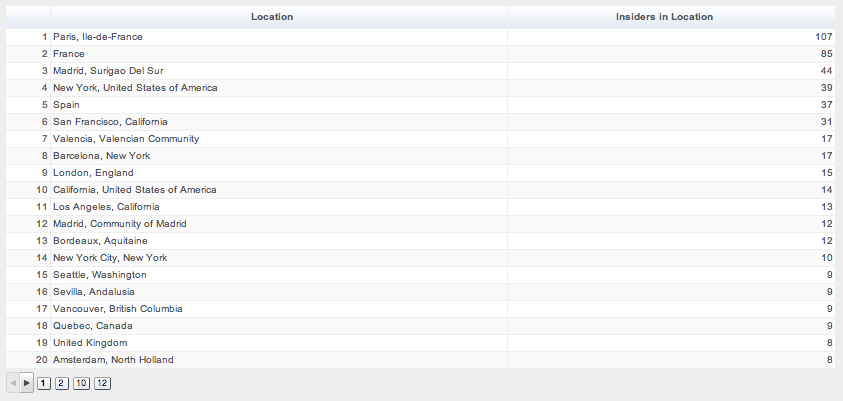 Location Insiders in Location
1 Paris, Ile-de-France 107
2 France 85
3 Madrid, Surigao Del Sur 44
4 New York, United States of America 39
5 Spain 37
6 San Francisco, California 31
7 Valencia, Valencian Community 17
8 Barcelona, New York 17
9 London, England 15
10 California, United States of America 14
11 Los Angeles, California 13
12 Madrid, Community of Madrid 12
13 Bordeaux, Aquitaine 12
14 New York City, New York 10
15 Seattle, Washington 9
16 Sevilla, Andalusia 9
17 Vancouver, British Columbia 9
18 Quebec, Canada 9
19 United Kingdom 8
20 Amsterdam, North Holland 8
1 2 10 12